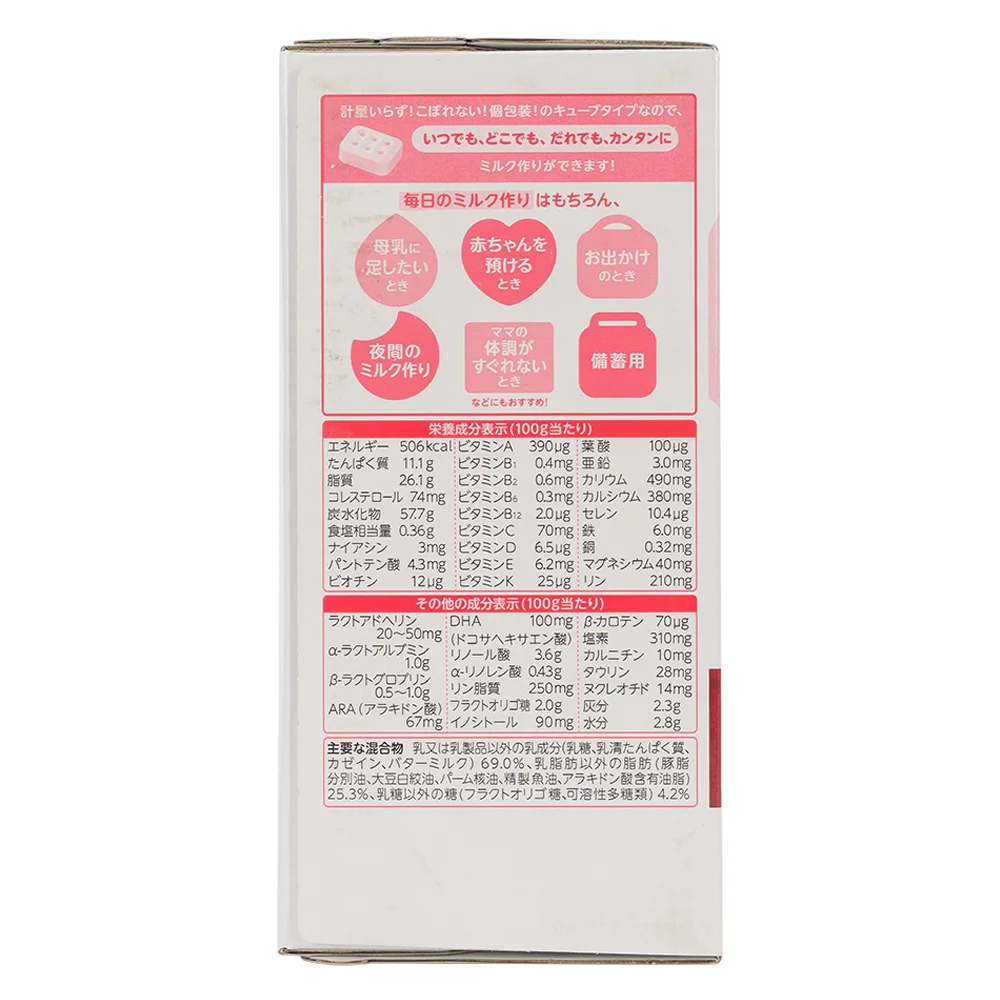 計量いらず!こぼれない!個包装!のキューブタイプなので、
いつでも、どこでも、だれでも、カンタンに
ミルク作りができます!
毎日のミルク作りはもちろん、
母乳に
足したい
とき
赤ちゃんを
預ける
とき
お出かけ
のとき
夜間の
ミルク作り
ママの
体調が
すぐれない
とき
などにもおすすめ!
備蓄用
栄養成分表示(100g当たり)
エネルギー 506kcal ビタミンA 390μg 葉酸 100μg
たんぱく質 11.1g ビタミンB1 0.4mg 亜鉛 3.0mg
脂質 26.1g ビタミンB2 0.6mg カリウム 490mg
コレステロール 74mg ビタミンB6 0.3mg カルシウム 380mg
炭水化物 57.7g ビタミンB12 2.0μg セレン 10.4μg
食塩相当量 0.36g ビタミンC 70mg 鉄 6.0mg
ナイアシン 3mg ビタミンD 6.5μg 銅 0.32mg
パントテン酸 4.3mg ビタミンE 6.2mg マグネシウム 40mg
ビオチン 12μg ビタミンK 25μg リン 210mg
その他の成分表示(100g当たり)
ラクトアドヘリン
20〜50mg
α-ラクトアルブミン
1.0g
β-ラクトグロブリン
0.5〜1.0g
ARA(アラキドン酸)
67mg
DHA 100mg
(ドコサヘキサエン酸)
リノール酸 3.6g
α-リノレン酸 0.43g
リン脂質 250mg
フラクトオリゴ糖 2.0g
イノシトール 90mg
β-カロテン 70μg
塩素 310mg
カルニチン 10mg
タウリン 28mg
ヌクレオチド 14mg
灰分 2.3g
水分 2.8g
主要な混合物 乳又は乳製品以外の乳成分(乳糖、乳清たんぱく質、
カゼイン、バターミルク)69.0%、乳脂肪以外の脂肪(豚脂
分別油、大豆白絞油、パーム核油、精製魚油、アラキドン酸含有油脂)
25.3%、乳糖以外の糖(フラクトオリゴ糖、可溶性多糖類)4.2%